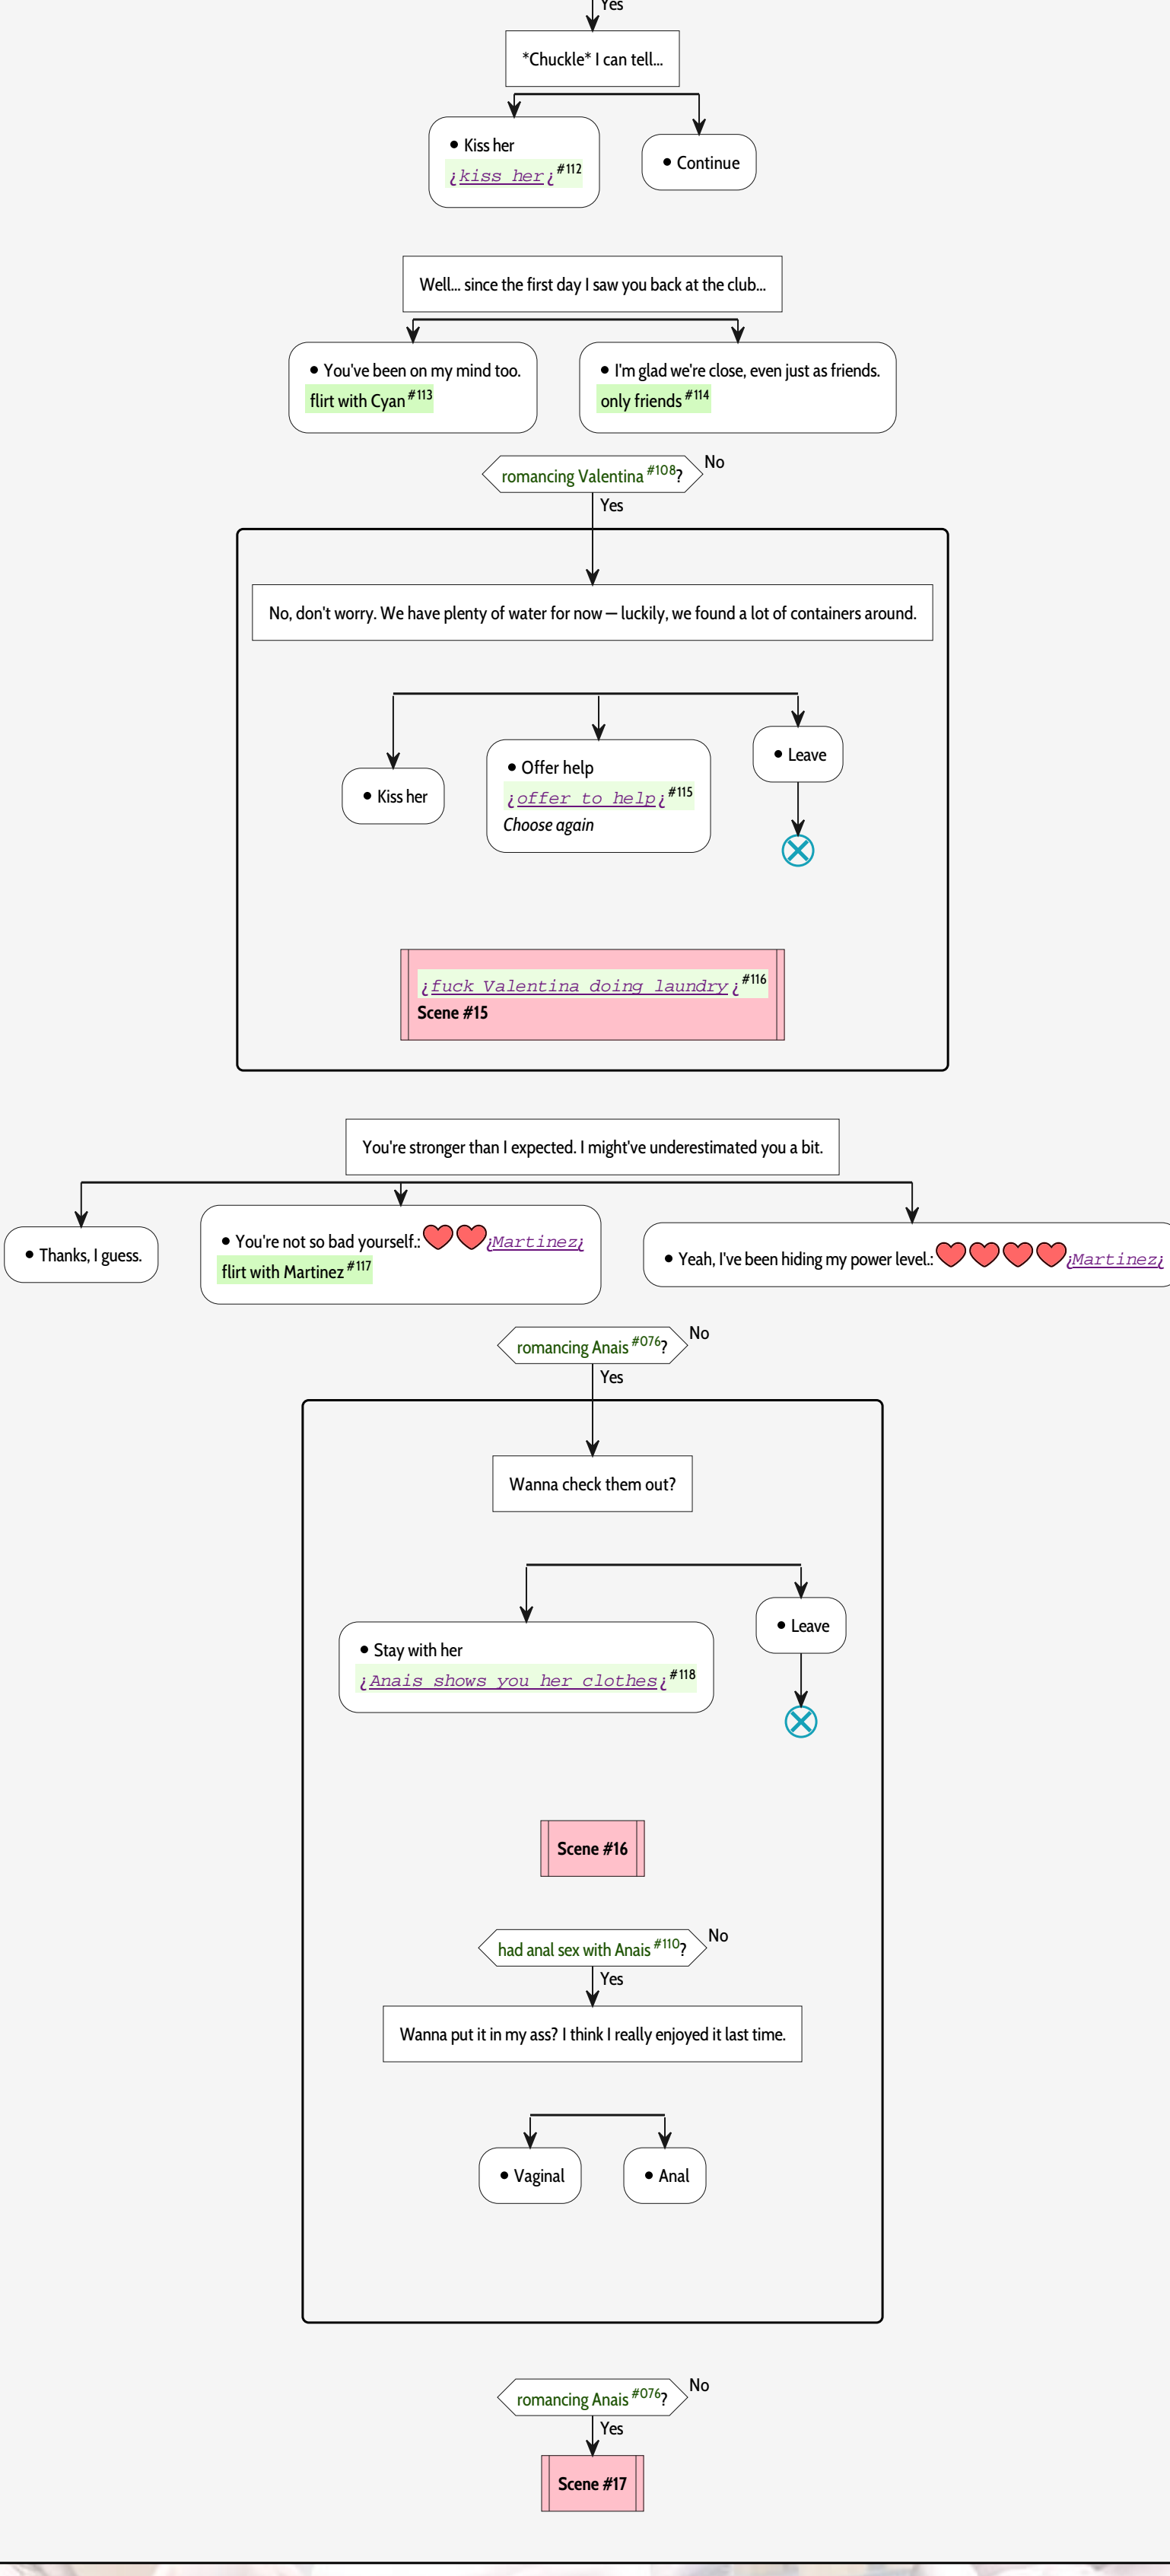 Yes
*Chuckle* I can tell...
• Kiss her
¿kiss her¿ #112
• Continue
Well... since the first day I saw you back at the club...
• You've been on my mind too.
flirt with Cyan #113
• I'm glad we're close, even just as friends.
only friends #114
romancing Valentina #108?
No
Yes
No, don't worry. We have plenty of water for now — luckily, we found a lot of containers around.
• Kiss her
• Offer help
¿offer to help¿ #115
Choose again
• Leave
¿fuck Valentina doing laundry¿ #116
Scene #15
You're stronger than I expected. I might've underestimated you a bit.
• Thanks, I guess.
• You're not so bad yourself.: ¿Martinez¿
flirt with Martinez #117
• Yeah, I've been hiding my power level.: ¿Martinez¿
romancing Anais #076?
No
Yes
Wanna check them out?
• Stay with her
¿Anais shows you her clothes¿ #118
• Leave
Scene #16
had anal sex with Anais #110?
No
Yes
Wanna put it in my ass? I think I really enjoyed it last time.
• Vaginal
• Anal
romancing Anais #076?
No
Yes
Scene #17